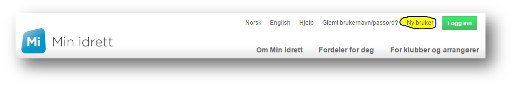 Norsk English Hjelp Glemt brukernavn/passord? Ny bruker Logg inn
Mi Min idrett
Om Min idrett Fordeler for deg For klubber og arrangører